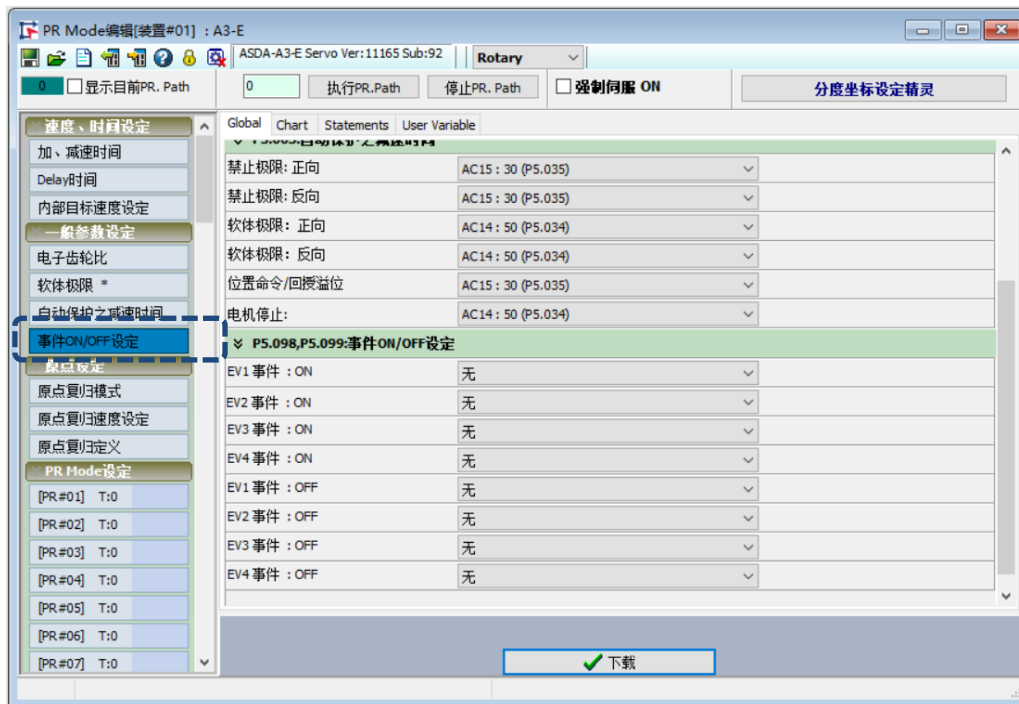 PR Mode编辑[装置#01] : A3-E
ASDA-A3-E Servo Ver:11165 Sub:92
Rotary
0 显示目前PR. Path
0 执行PR.Path 停止PR. Path 强制伺服 ON 分度坐标设定精灵
速度、时间设定
加、减速时间
Delay时间
内部目标速度设定
一般参数设定
电子齿轮比
软体极限 *
自动保护之减速时间
事件ON/OFF设定
原点设定
原点复归模式
原点复归速度设定
原点复归定义
PR Mode设定
[PR#01] T:0
[PR#02] T:0
[PR#03] T:0
[PR#04] T:0
[PR#05] T:0
[PR#06] T:0
[PR#07] T:0
Global Chart Statements User Variable
P5.003:自动保护之减速时间
禁止极限: 正向 AC15 : 30 (P5.035)
禁止极限: 反向 AC15 : 30 (P5.035)
软体极限: 正向 AC14 : 50 (P5.034)
软体极限: 反向 AC14 : 50 (P5.034)
位置命令/回授溢位 AC15 : 30 (P5.035)
电机停止: AC14 : 50 (P5.034)
P5.098,P5.099:事件ON/OFF设定
EV1 事件 : ON 无
EV2 事件 : ON 无
EV3 事件 : ON 无
EV4 事件 : ON 无
EV1 事件 : OFF 无
EV2 事件 : OFF 无
EV3 事件 : OFF 无
EV4 事件 : OFF 无
下载